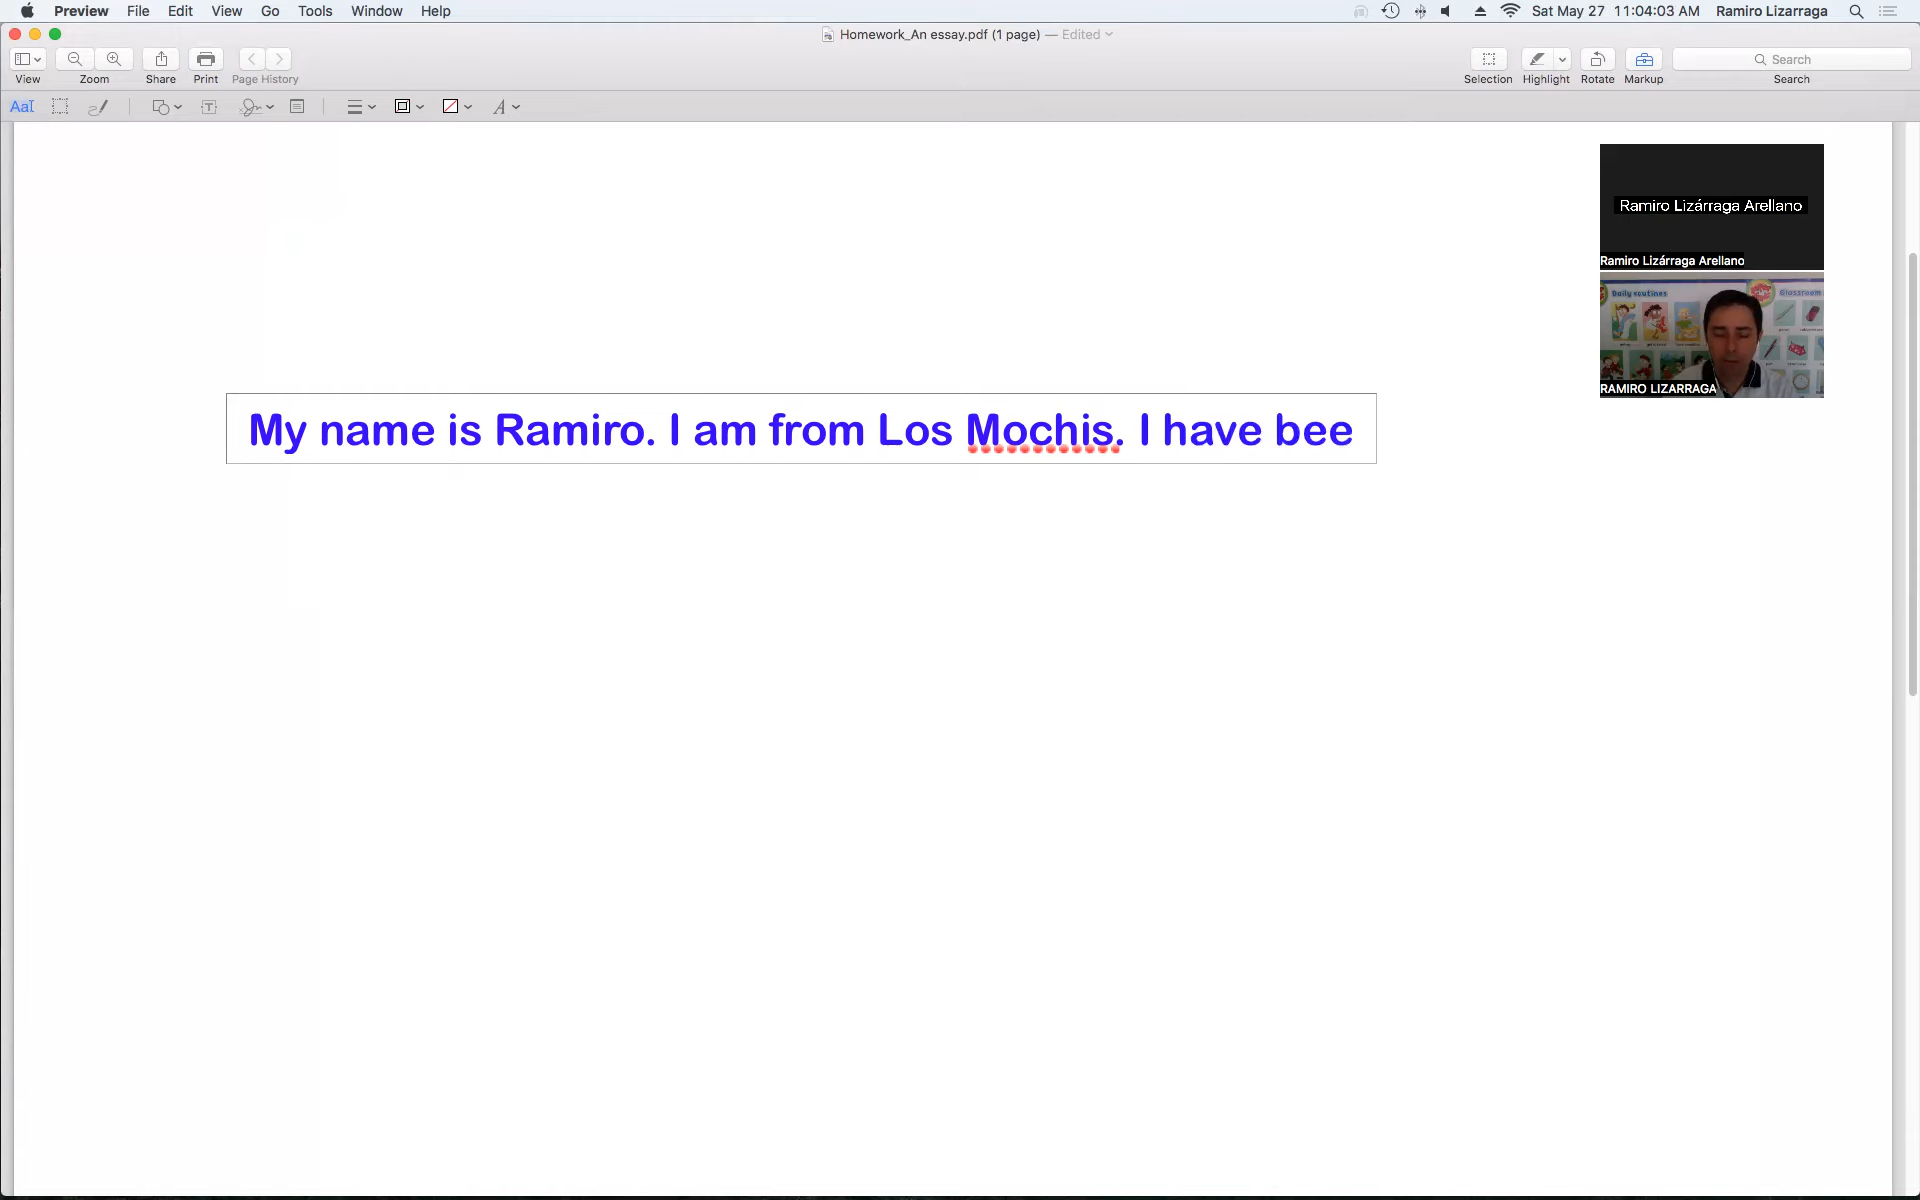 Preview File Edit View Go Tools Window Help Sat May 27 11:04:03 AM Ramiro Lizarraga
Homework_An essay.pdf (1 page) — Edited
Search
View Zoom Share Print Page History Selection Highlight Rotate Markup Search
AaI T A
Ramiro Lizárraga Arellano
Ramiro Lizárraga Arellano
Daily routines Classroom
RAMIRO LIZARRAGA
My name is Ramiro. I am from Los Mochis. I have bee